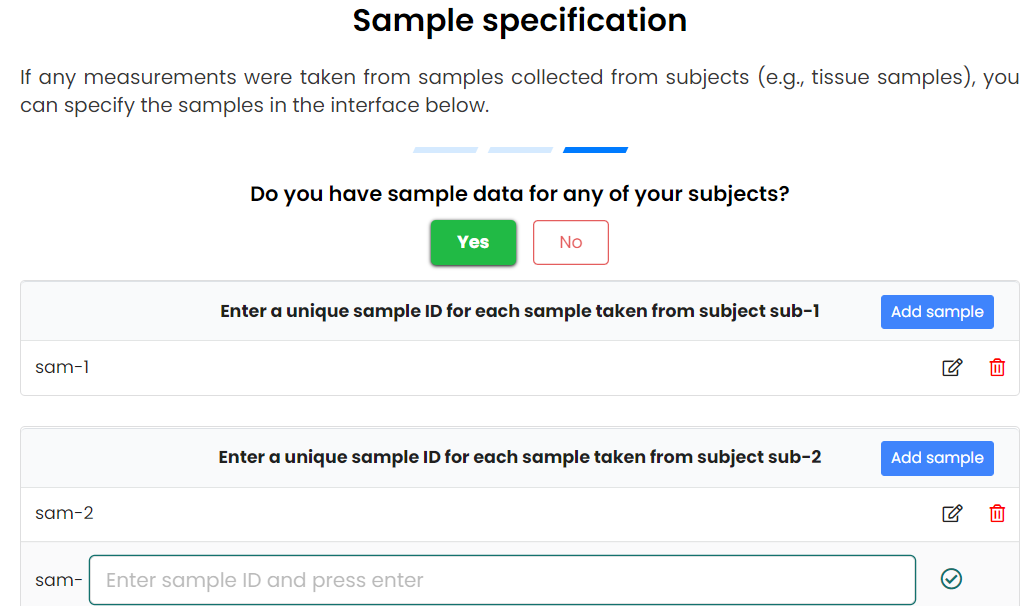 Sample specification
If any measurements were taken from samples collected from subjects (e.g., tissue samples), you
can specify the samples in the interface below.
Do you have sample data for any of your subjects?
Yes No
Enter a unique sample ID for each sample taken from subject sub-1 Add sample
sam-1
Enter a unique sample ID for each sample taken from subject sub-2 Add sample
sam-2
sam- Enter sample ID and press enter